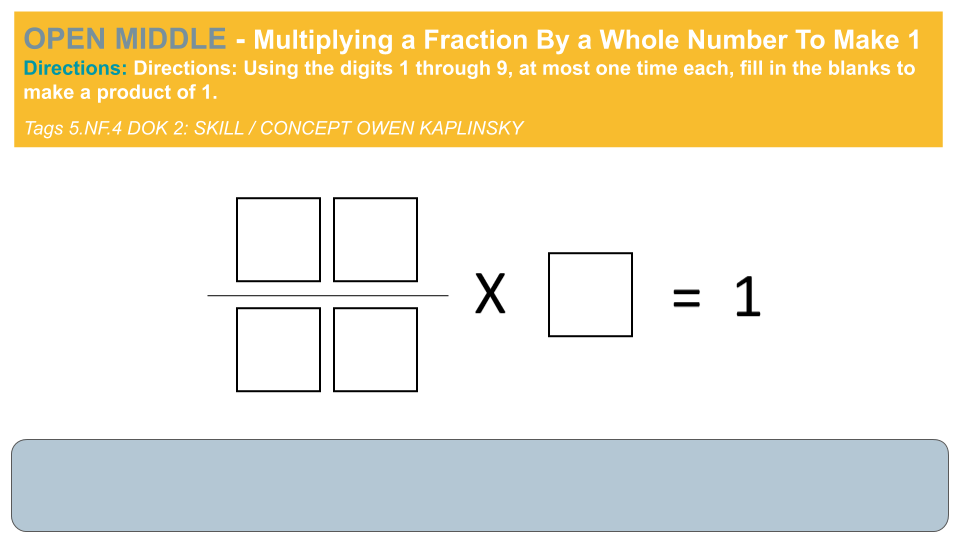 OPEN MIDDLE - Multiplying a Fraction By a Whole Number To Make 1
Directions: Directions: Using the digits 1 through 9, at most one time each, fill in the blanks to
make a product of 1.
Tags 5.NF.4 DOK 2: SKILL / CONCEPT OWEN KAPLINSKY
X = 1